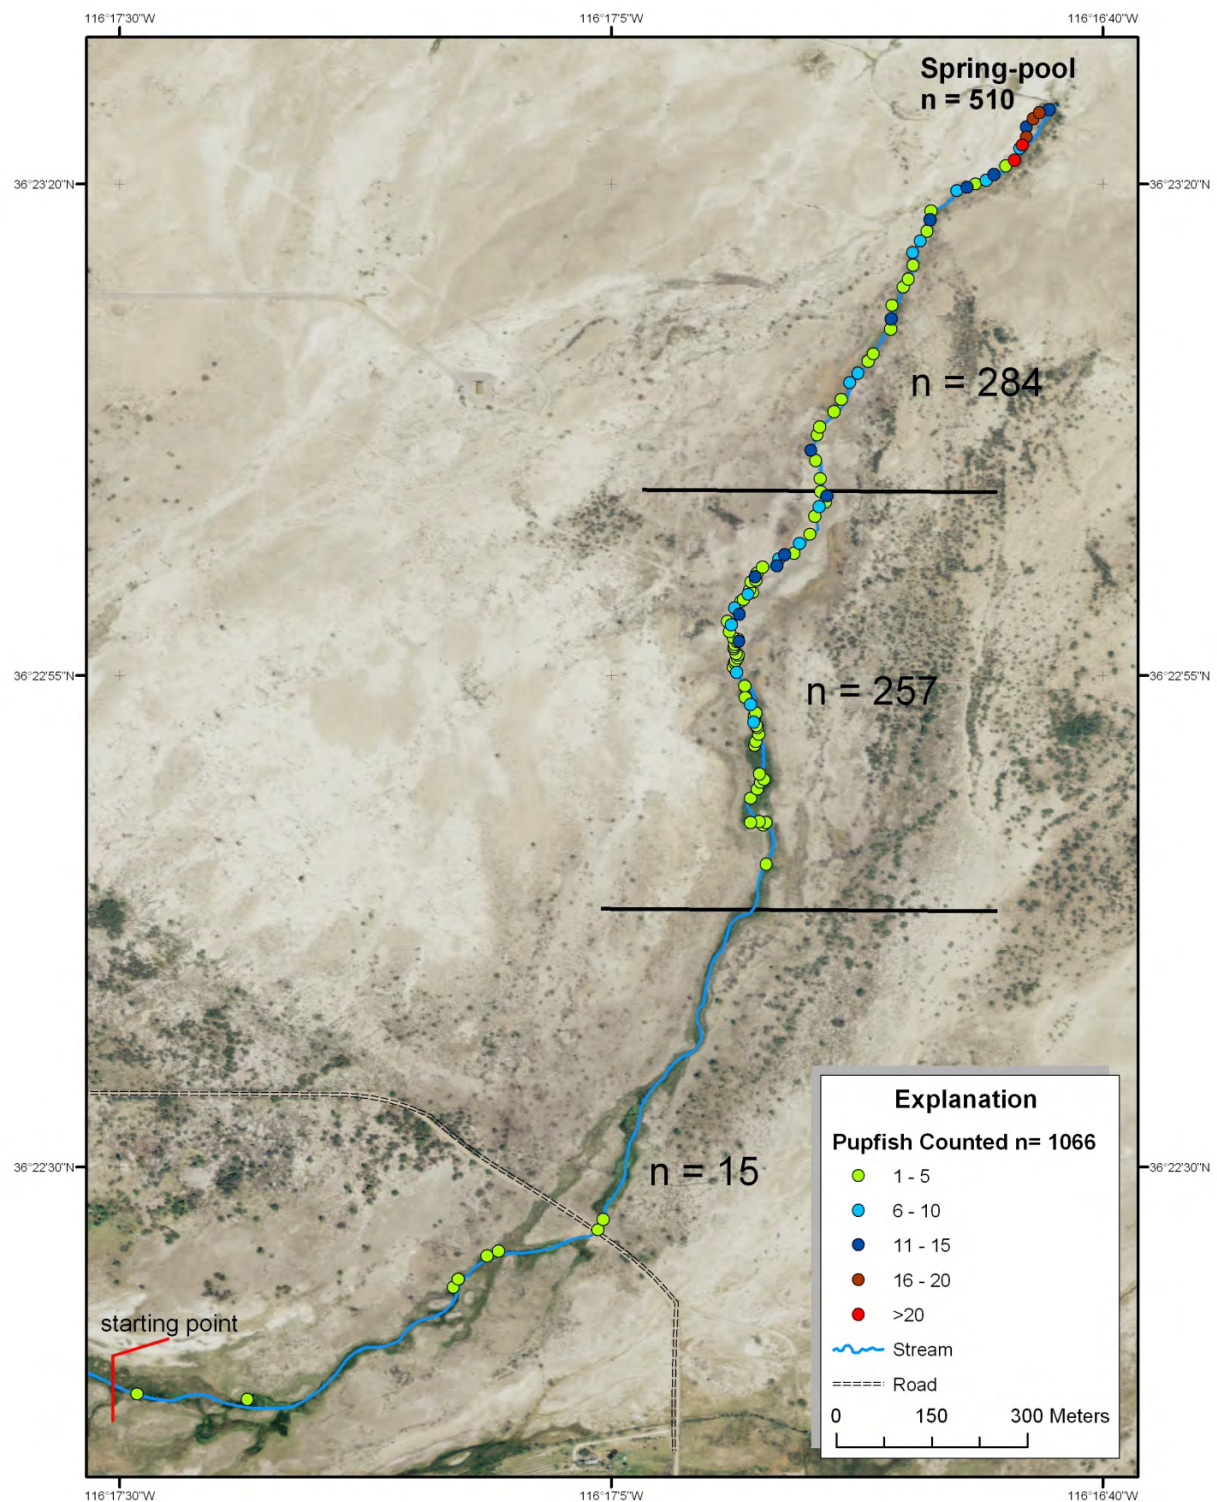 116°17'30"W 116°17'5"W 116°16'40"W
Spring-pool
n = 510
36°23'20"N 36°23'20"N
n = 284
36°22'55"N 36°22'55"N
n = 257
Explanation
Pupfish Counted n= 1066
36°22'30"N 36°22'30"N
n = 15
1 - 5
6 - 10
11 - 15
16 - 20
>20
starting point
Stream
Road
0 150 300 Meters
116°17'30"W 116°17'5"W 116°16'40"W